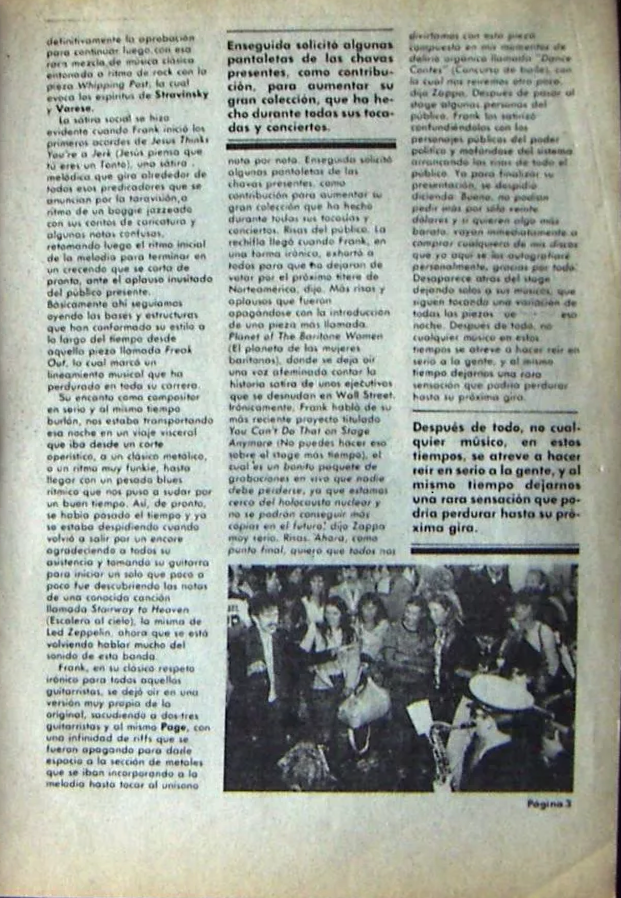 definitivamente la aprobación
para continuar luego con esa
rara mezcla de música clásica
entonada a ritmo de rock con la
pieza Whipping Post, la cual
evoca los espíritus de Stravinsky
y Varese.
La sátira social se hizo
evidente cuando Frank inició los
primeros acordes de Jesus Thinks
You're a Jerk (Jesús piensa que
tú eres un Tonto), una sátira
melódica que gira alrededor de
todos esos predicadores que se
anuncian por la taravisión, a
ritmo de un boggie jazzeado
con sus cortos de caricatura y
algunas notas confusas,
retomando luego el ritmo inicial
de la melodía para terminar en
un crecendo que se corta de
pronto, ante el aplauso inusitado
del público presente.
Básicamente ahí seguíamos
oyendo las bases y estructuras
que han conformado su estilo a
lo largo del tiempo desde
aquella pieza llamada Freak
Out, la cual marcó un
lineamiento musical que ha
perdurado en toda su carrera.
Su encanto como compositor
en serio y al mismo tiempo
burlón, nos estaba transportando
esa noche en un viaje visceral
que iba desde un corte
operístico, a un clásico metálico,
a un ritmo muy funkie, hasta
llegar con un pesado blues
rítmico que nos puso a sudar por
un buen tiempo. Así, de pronto,
se había pasado el tiempo y ya
se estaba despidiendo cuando
volvió a salir por un encore
agradeciendo a todos su
asistencia y tomando su guitarra
para iniciar un solo que poco a
poco fue descubriendo las notas
de una conocida canción
llamada Stairway to Heaven
(Escalera al cielo), la misma de
Led Zeppelin, ahora que se está
volviendo hablar mucho del
sonido de esta banda.
Frank, en su clásico respeto
irónico para todos aquellos
guitarristas, se dejó oír en una
versión muy propia de la
original, sacudiendo a dos-tres
guitarristas y al mismo Page, con
una infinidad de riffs que se
fueron apagando para darle
espacio a la sección de metales
que se iban incorporando a la
melodía hasta tocar al unísono
Enseguida solicitó algunas
pantaletas de las chavas
presentes, como contribu-
ción, para aumentar su
gran colección, que ha he-
cho durante todas sus toca-
das y conciertos.
nota por nota. Enseguida solicitó
algunas pantaletas de las
chavas presentes, como
contribución para aumentar su
gran colección que ha hecho
durante todas sus tocadas y
conciertos. Risas del público. La
rechifla llegó cuando Frank, en
una forma irónica, exhortó a
todos para que no dejaran de
votar por el próximo títere de
Norteamérica, dijo. Más risas y
aplausos que fueron
apagándose con la introducción
de una pieza más llamada
Planet of The Baritone Women
(El planeta de las mujeres
barítonas), donde se deja oír
una voz afeminada contar la
historia sátira de unos ejecutivos
que se desnudan en Wall Street.
Irónicamente, Frank habló de su
más reciente proyecto titulado
You Can't Do That on Stage
Anymore (No puedes hacer eso
sobre el stage más tiempo), el
cual es un bonito paquete de
grabaciones en vivo que nadie
debe perderse, ya que estamos
cerca del holocausto nuclear y
no se podrán conseguir más
copias en el futuro, dijo Zappa
muy serio. Risas. Ahora, como
punto final, quiero que todos nos
divirtamos con esta pieza
compuesta en mis momentos de
delirio orgánico llamada "Dance
Contes" (Concurso de baile), con
la cual nos reiremos otro poco,
dijo Zappa. Después de pasar al
stage algunas personas del
público, Frank los satirizó
confundiéndolos con los
personajes públicos del poder
político y mofándose del sistema
arrancando las risas de todo el
público. Ya para finalizar su
presentación, se despidió
diciendo: Bueno, no podían
pedir más por sólo veinte
dólares y si quieren algo más
barato, vayan inmediatamente a
comprar cualquiera de mis discos
que yo aquí se los autografiaré
personalmente, gracias por todo.
Desaparece atrás del stage
dejando solos a sus músicos, que
siguen tocando una variación de
todas las piezas eso
noche. Después de todo, no
cualquier músico en estos
tiempos se atreve a hacer reír en
serio a la gente, y al mismo
tiempo dejarnos una rara
sensación que podría perdurar
hasta su próxima gira.
Después de todo, no cual-
quier músico, en estos
tiempos, se atreve a hacer
reír en serio a la gente, y al
mismo tiempo dejarnos
una rara sensación que po-
dría perdurar hasta su pró-
xima gira.
Página 3